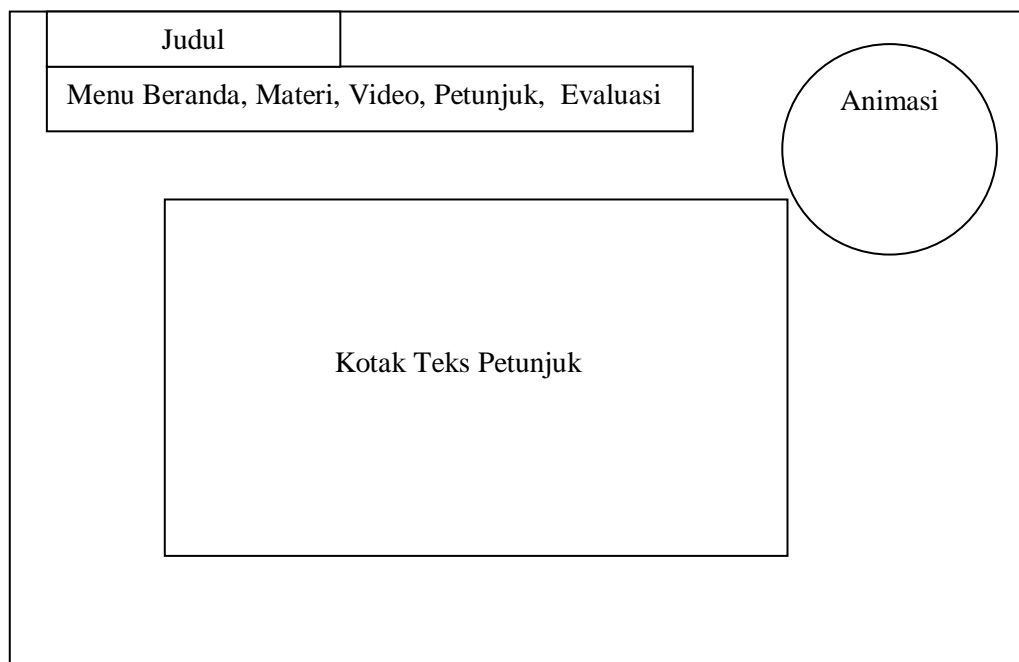 Judul
Menu Beranda, Materi, Video, Petunjuk,  Evaluasi
Animasi
Kotak Teks Petunjuk